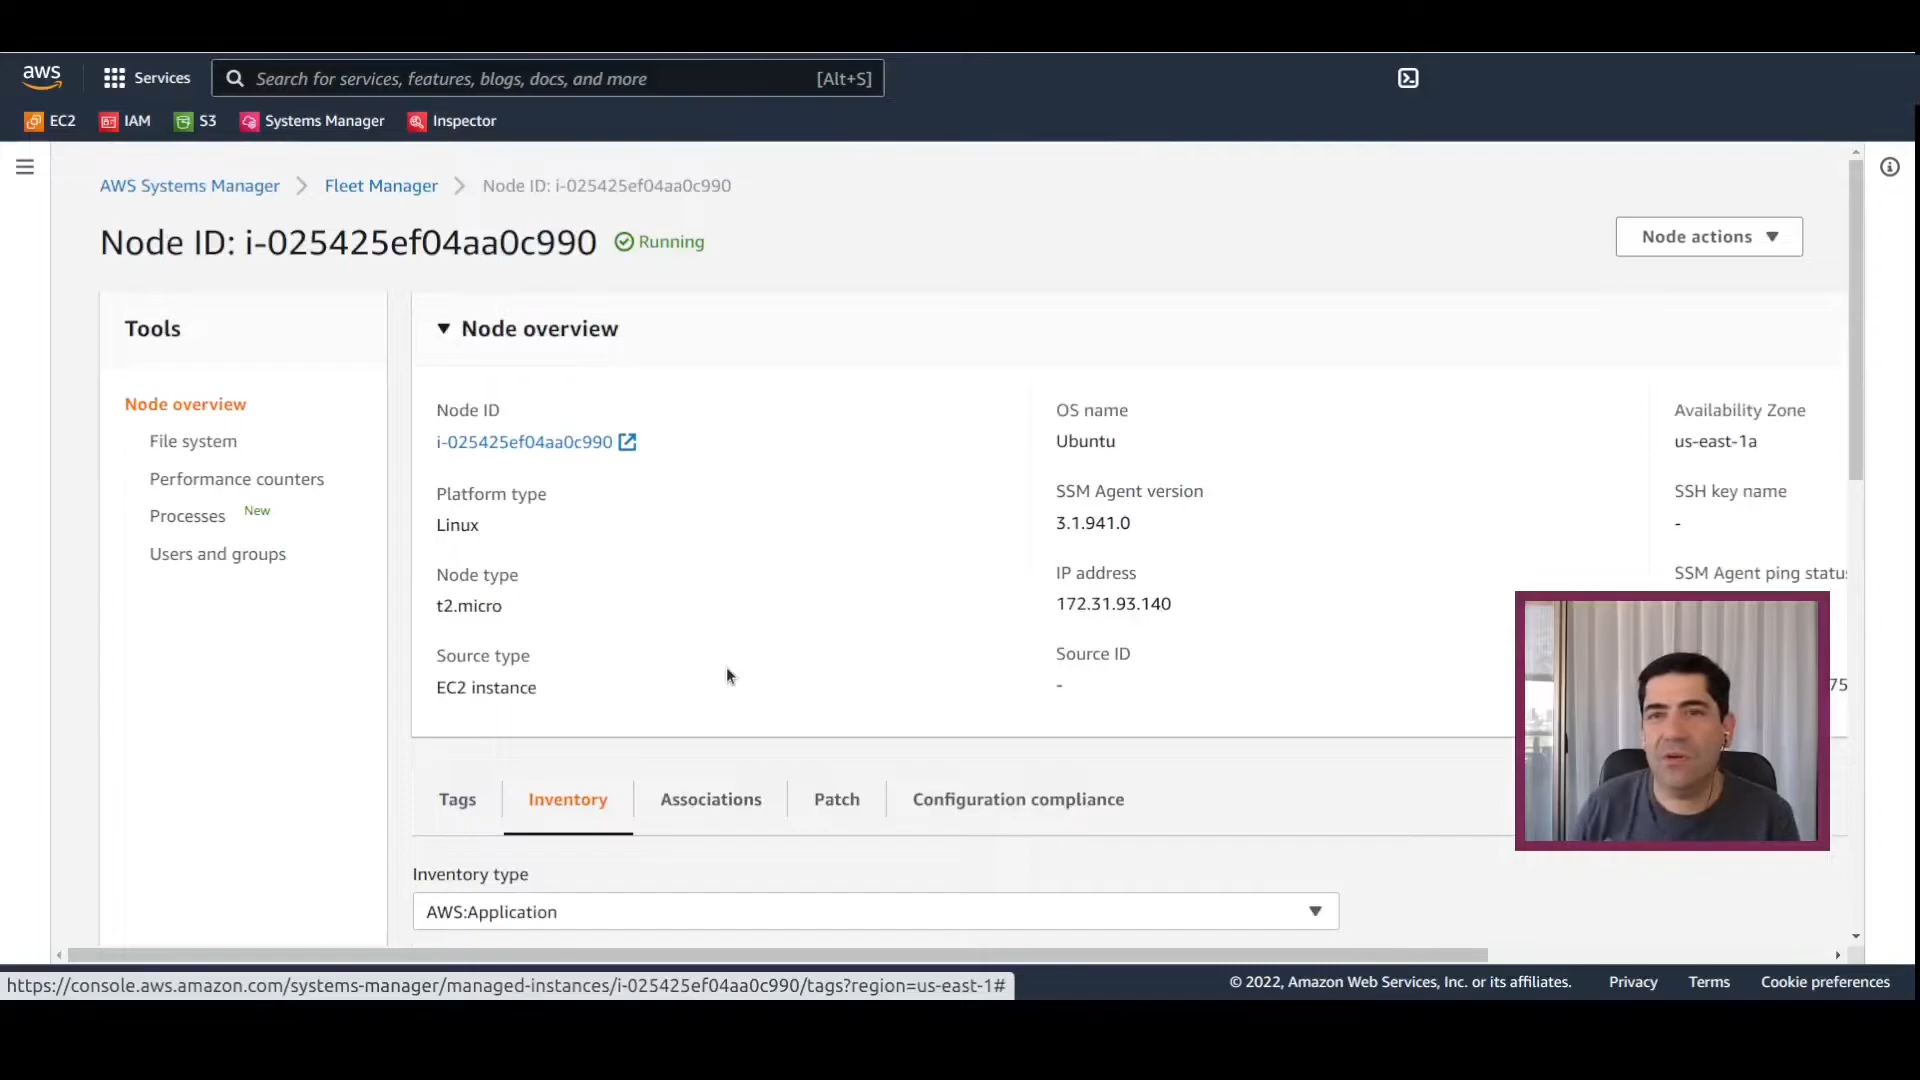 aws
Services
Search for services, features, blogs, docs, and more
[Alt+S]
EC2
IAM
S3
Systems Manager
Inspector
AWS Systems Manager
Fleet Manager
Node ID: i-025425ef04aa0c990
Node ID: i-025425ef04aa0c990
Running
Node actions
Tools
Node overview
File system
Performance counters
Processes New
Users and groups
Node overview
Node ID
i-025425ef04aa0c990
Platform type
Linux
Node type
t2.micro
Source type
EC2 instance
OS name
Ubuntu
SSM Agent version
3.1.941.0
IP address
172.31.93.140
Source ID
-
Availability Zone
us-east-1a
SSH key name
-
SSM Agent ping status
75
Tags
Inventory
Associations
Patch
Configuration compliance
Inventory type
AWS:Application
https://console.aws.amazon.com/systems-manager/managed-instances/i-025425ef04aa0c990/tags?region=us-east-1#
© 2022, Amazon Web Services, Inc. or its affiliates.
Privacy
Terms
Cookie preferences